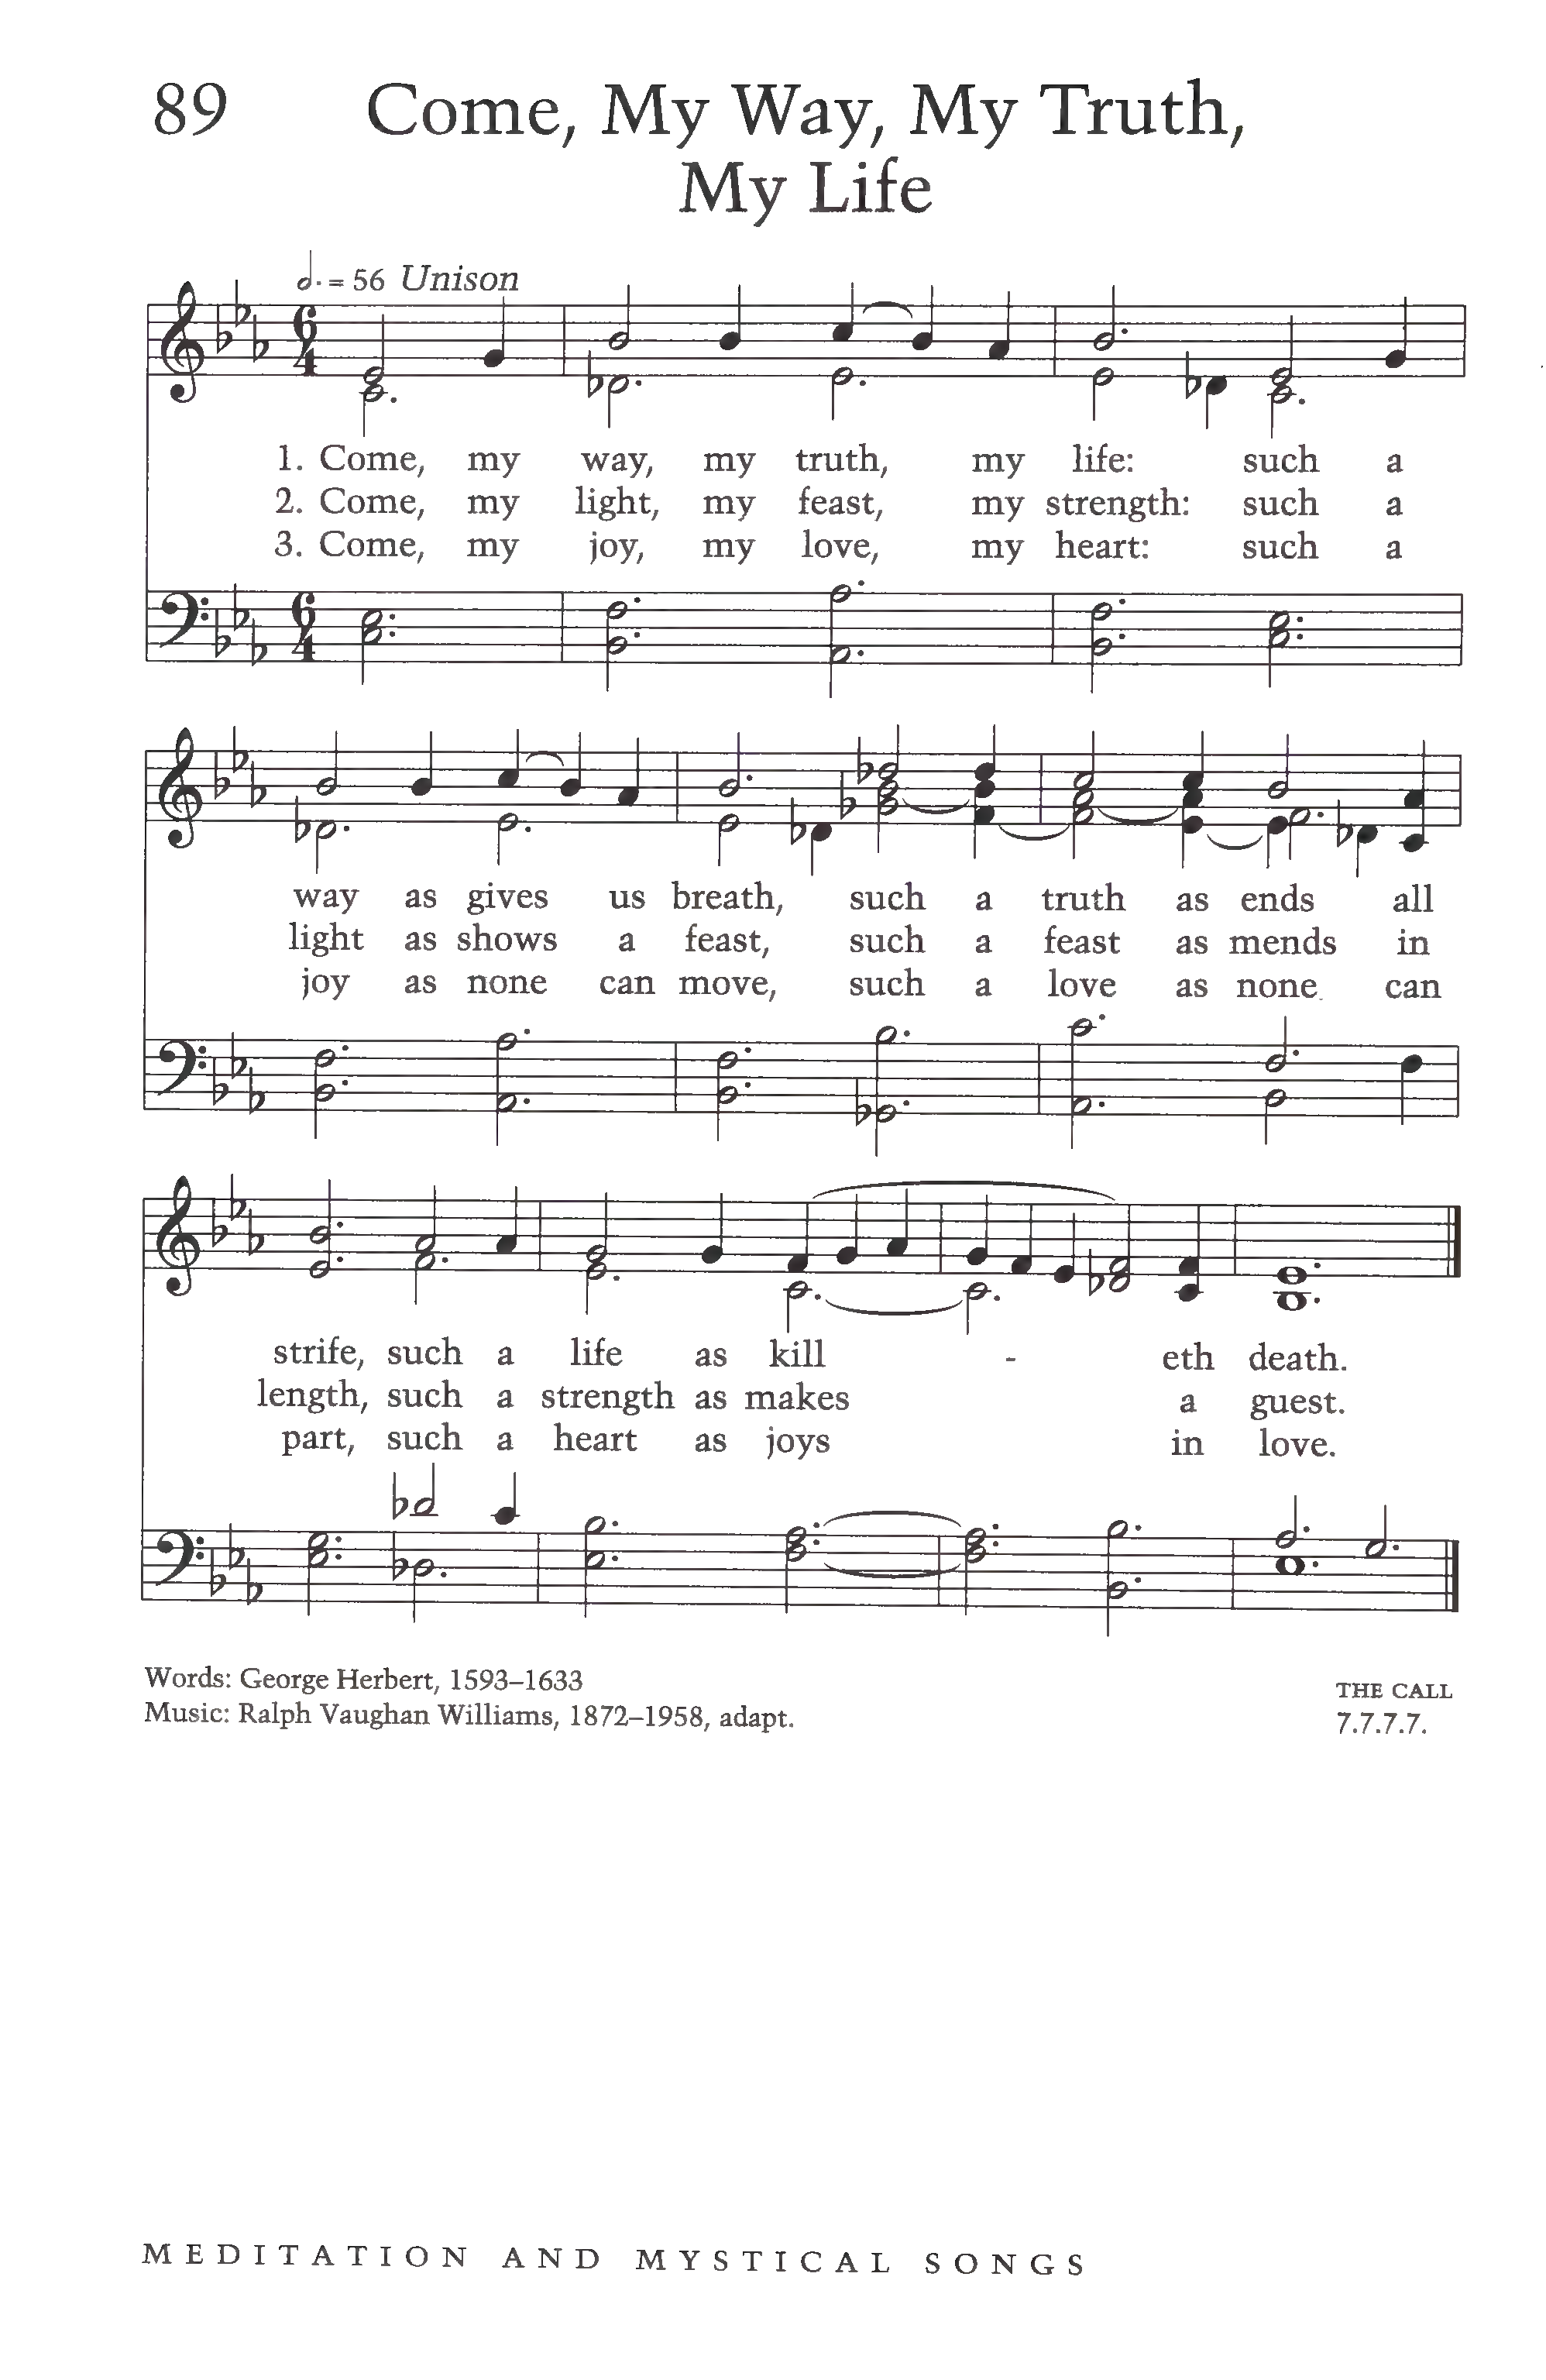 89 Come, My Way, My Truth,
My Life
= 56 Unison
6
4
1. Come, my way, my truth, my life: such a
2. Come, my light, my feast, my strength: such a
3. Come, my joy, my love, my heart: such a
6
4
way as gives us breath, such a truth as ends all
light as shows a feast, such a feast as mends in
joy as none can move, such a love as none can
strife, such a life as kill - eth death.
length, such a strength as makes a guest.
part, such a heart as joys in love.
Words: George Herbert, 1593–1633
Music: Ralph Vaughan Williams, 1872–1958, adapt.
THE CALL
7.7.7.7.
MEDITATION AND MYSTICAL SONGS